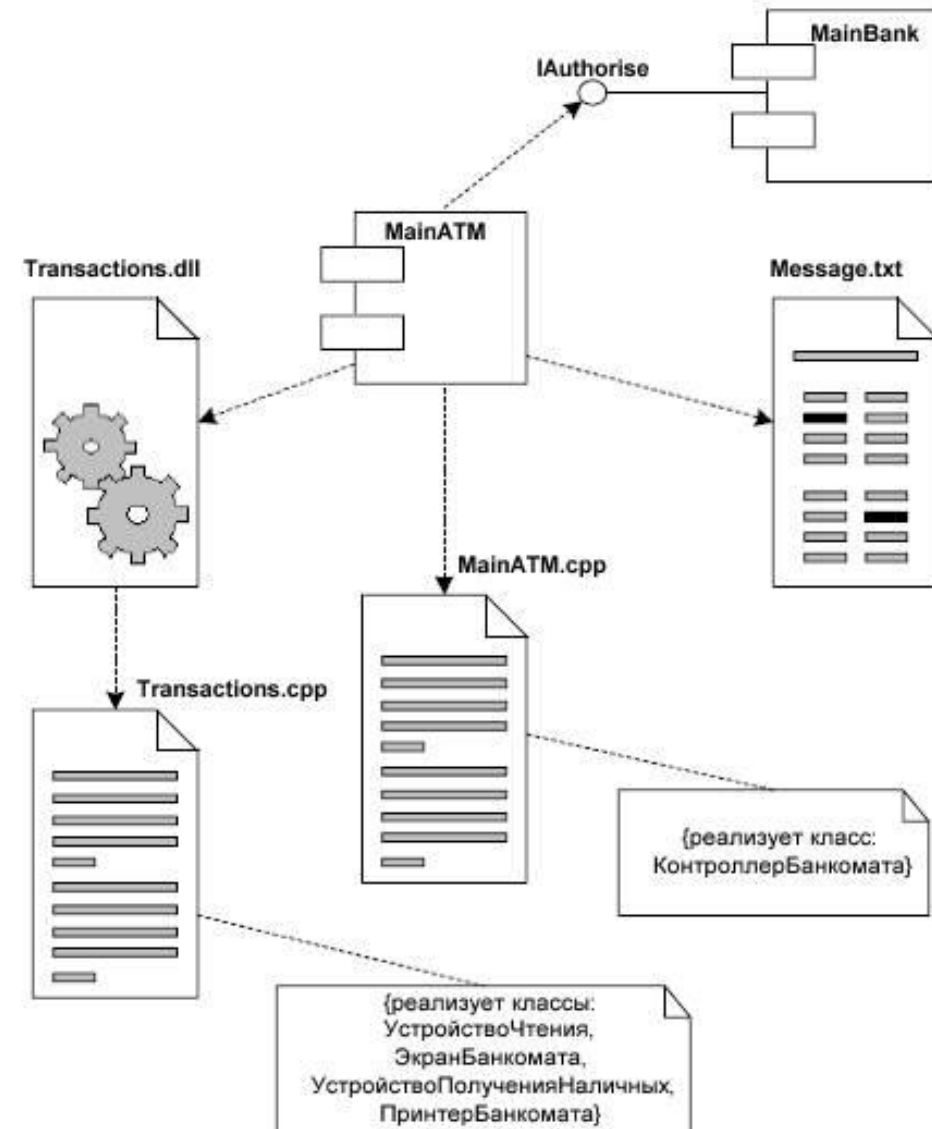 MainBank
IAuthorise
MainATM
Transactions.dll
Message.txt
MainATM.cpp
Transactions.cpp
{реализует класс:
КонтроллерБанкомата}
{реализует классы:
УстройствоЧтения,
ЭкранБанкомата,
УстройствоПолученияНаличных,
ПринтерБанкомата}